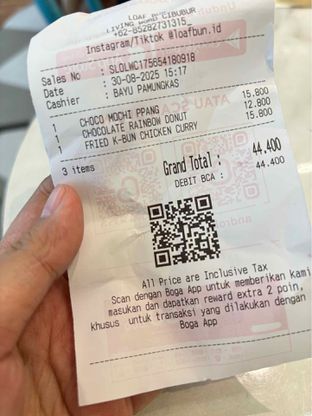 LOAF CIBUBUR
LIVING WORLD CIBUBUR
+62-85282731315_
Instagram/Tiktok @loafbun.id
Sales No : SLOLWC175654180918
Date : 30-08-2025 15:17
Cashier : BAYU PAMUNGKAS
1 CHOCO MOCHI PPANG 15.800
1 CHOCOLATE RAINBOW DONUT 12.800
1 FRIED K-BUN CHICKEN CURRY 15.800
3 items Grand Total : 44.400
DEBIT BCA : 44.400
All Price are Inclusive Tax
Scan dengan Boga App untuk memberikan kami
masukan dan dapatkan reward extra 2 poin,
khusus untuk transaksi yang dilakukan dengan
Boga App